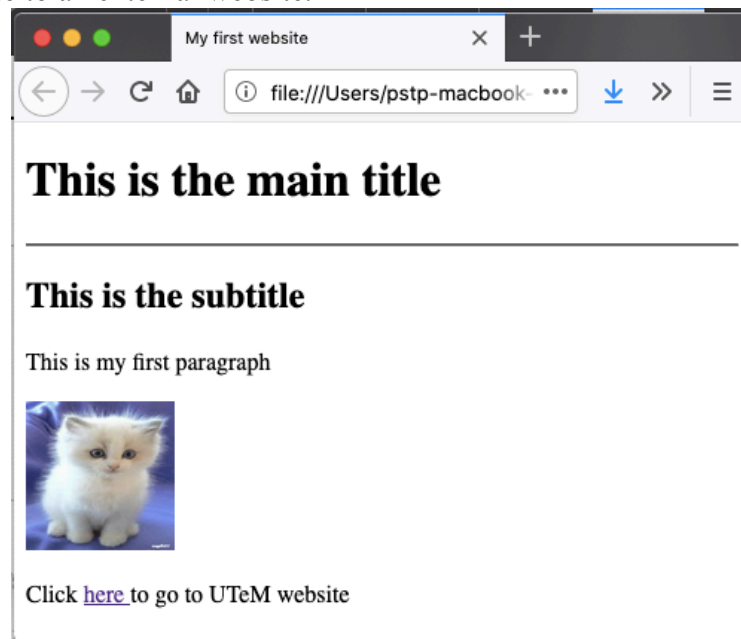 My first website
file:///Users/pstp-macbook-
This is the main title
This is the subtitle
This is my first paragraph
Click here to go to UTeM website